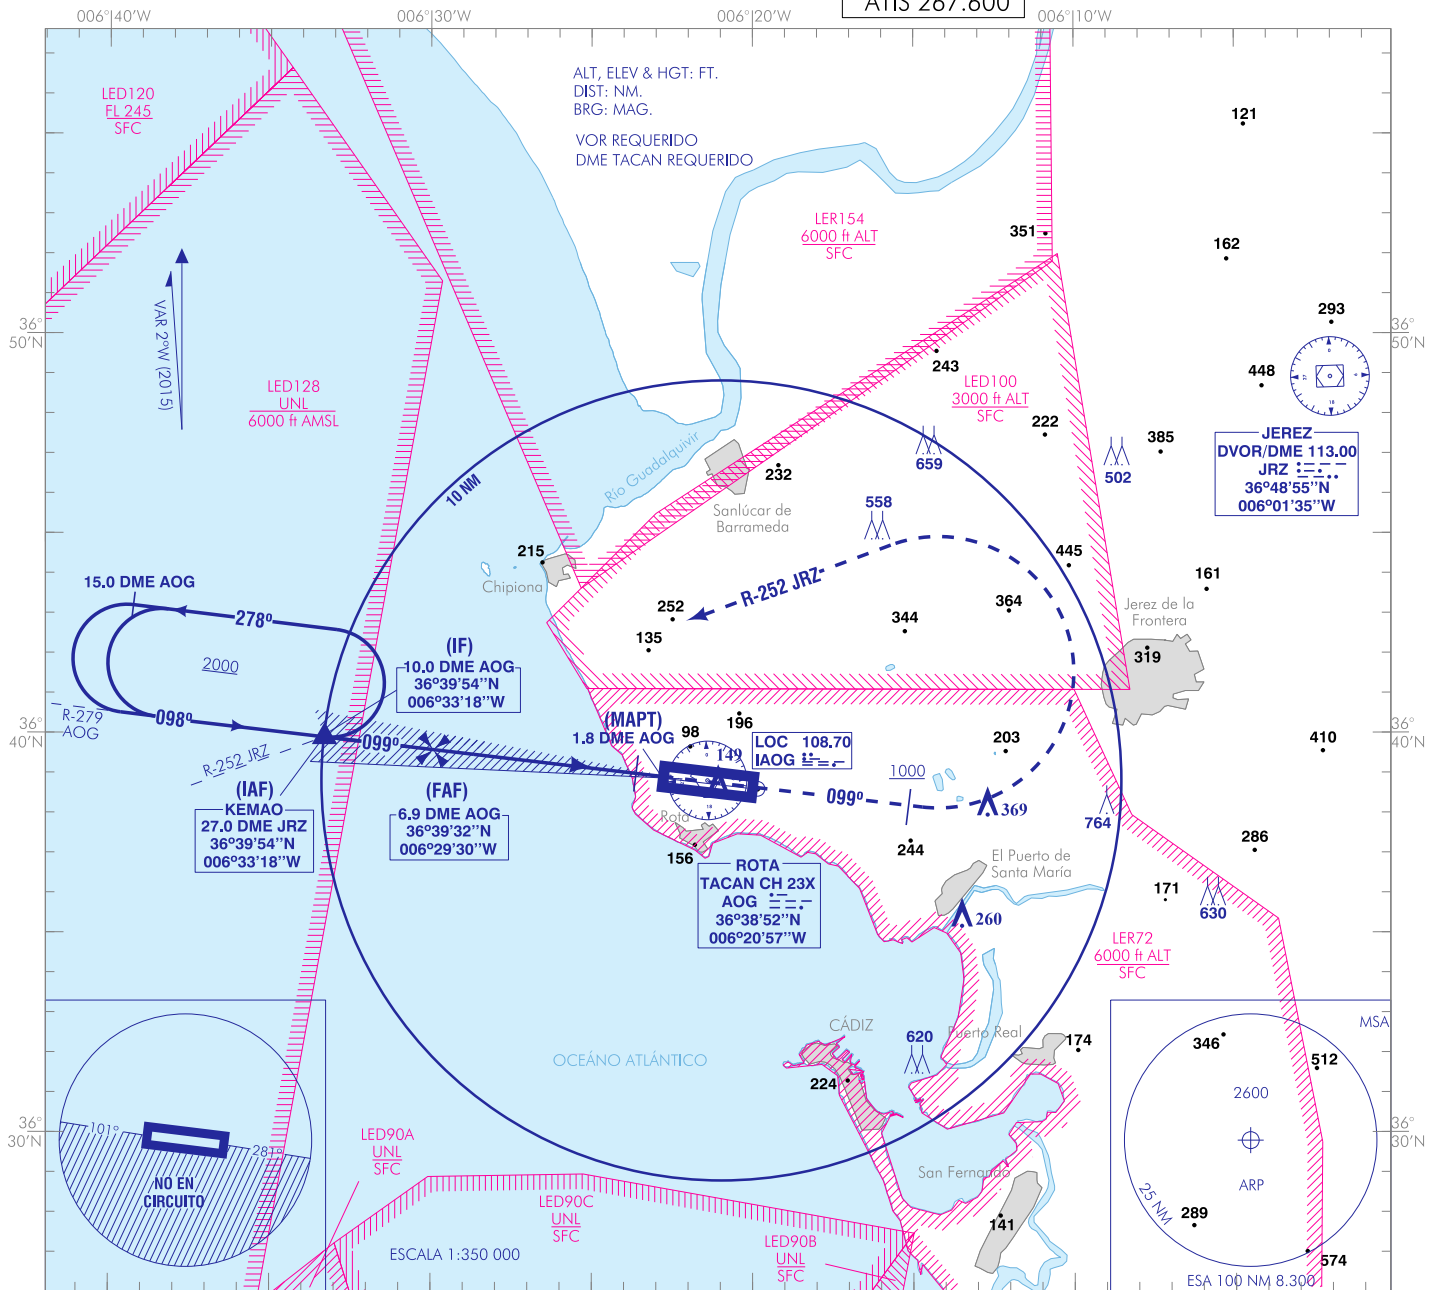 ATIS 267.600
006°40'W
006°30'W
006°20'W
006°10'W
ALT, ELEV & HGT: FT.
DIST: NM.
BRG: MAG.
VOR REQUERIDO
DME TACAN REQUERIDO
LED120
FL 245
SFC
121
LER154
6000 ft ALT
SFC
351
162
VAR 2°W (2015)
293
36°
50'N
36°
50'N
243
448
LED128
UNL
6000 ft AMSL
LED100
3000 ft ALT
SFC
222
385
659
502
JEREZ
DVOR/DME 113.00
JRZ
36°48'55''N
006°01'35''W
10 NM
Río Guadalquivir
232
Sanlúcar de
Barrameda
558
215
Chipiona
445
161
15.0 DME AOG
278°
2000
R-252 JRZ
252
135
344
364
Jerez de la
Frontera
319
(IF)
10.0 DME AOG
36°39'54''N
006°33'18''W
R-279
AOG
098°
099°
R-252 JRZ
36°
40'N
36°
40'N
(MAPT)
1.8 DME AOG
98
196
149
LOC 108.70
IAOG
203
410
1000
099°
369
764
(IAF)
KEMAO
27.0 DME JRZ
36°39'54''N
006°33'18''W
(FAF)
6.9 DME AOG
36°39'32''N
006°29'30''W
Rota
156
ROTA
TACAN CH 23X
AOG
36°38'52''N
006°20'57''W
244
El Puerto de
Santa María
286
171
630
260
LER72
6000 ft ALT
SFC
CÁDIZ
620
Puerto Real
174
OCEÁNO ATLÁNTICO
224
MSA
346
512
2600
ARP
25 NM
289
574
ESA 100 NM 8.300
36°
30'N
36°
30'N
101°
281°
NO EN
CIRCUITO
LED90A
UNL
SFC
LED90C
UNL
SFC
LED90B
UNL
SFC
San Fernando
141
ESCALA 1:350 000